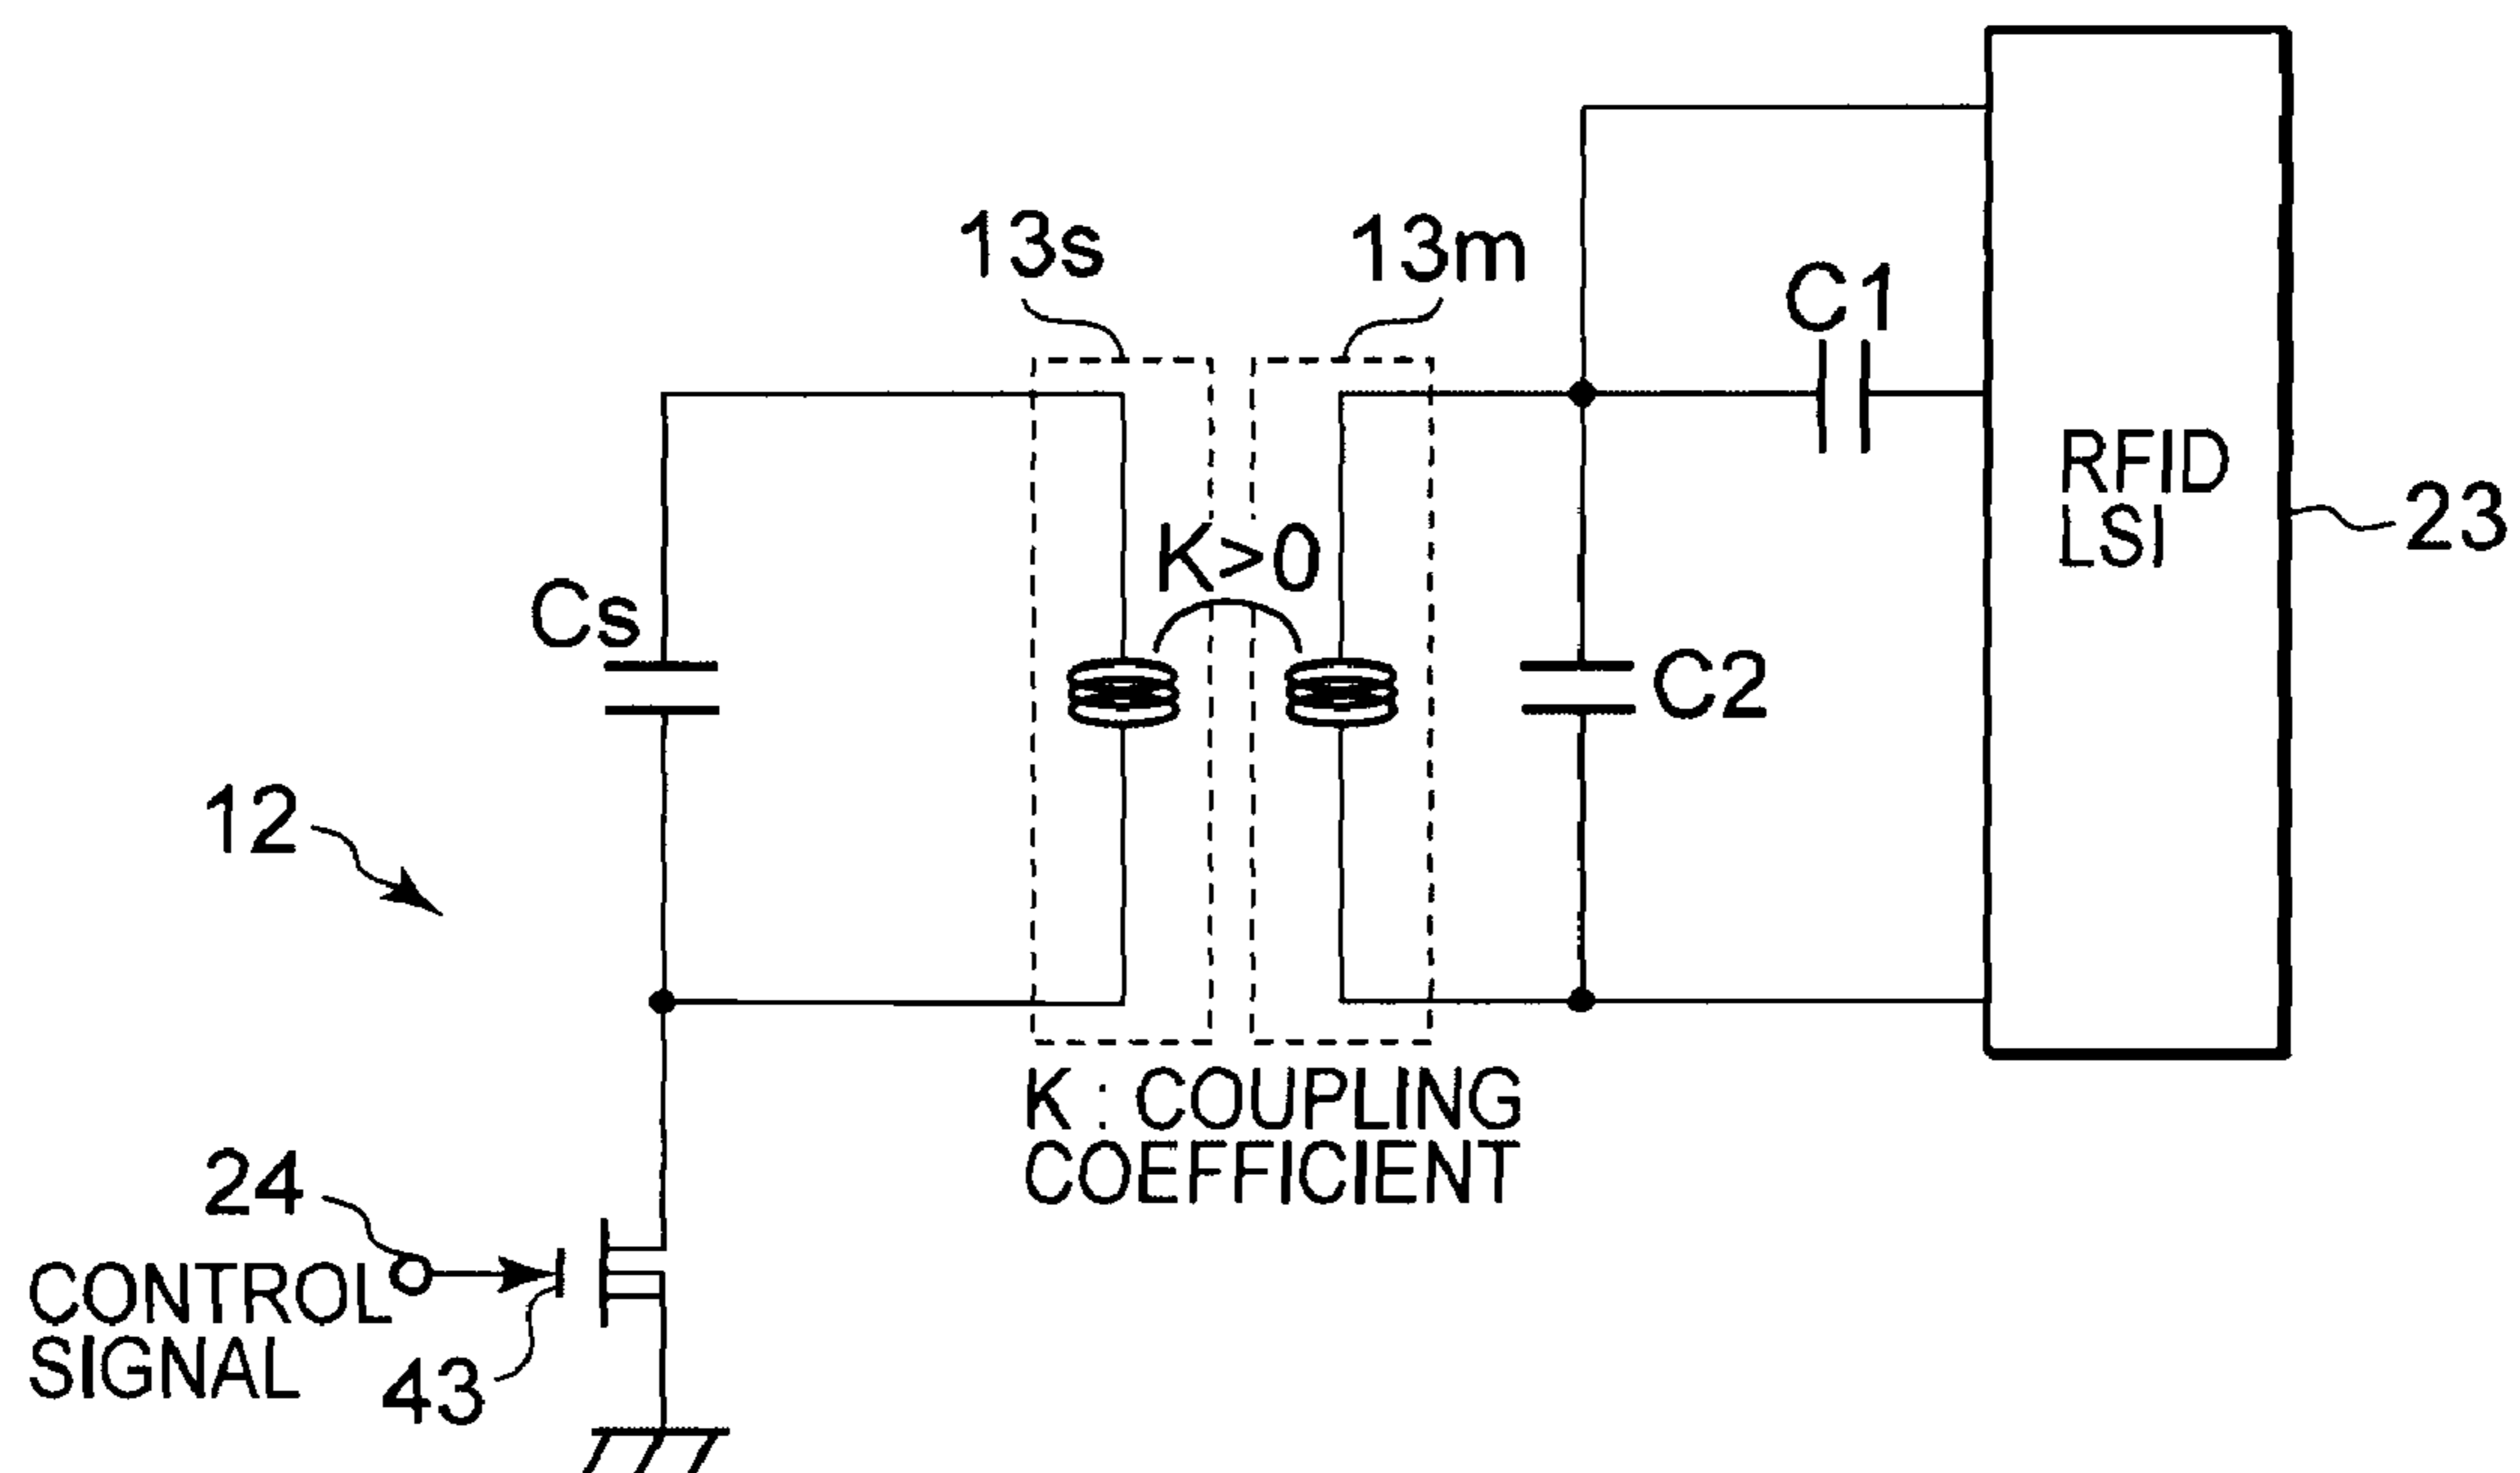 13s
13m
C1
RFID
LSI
23
K>0
Cs
C2
12
K : COUPLING
COEFFICIENT
24
CONTROL
SIGNAL
43